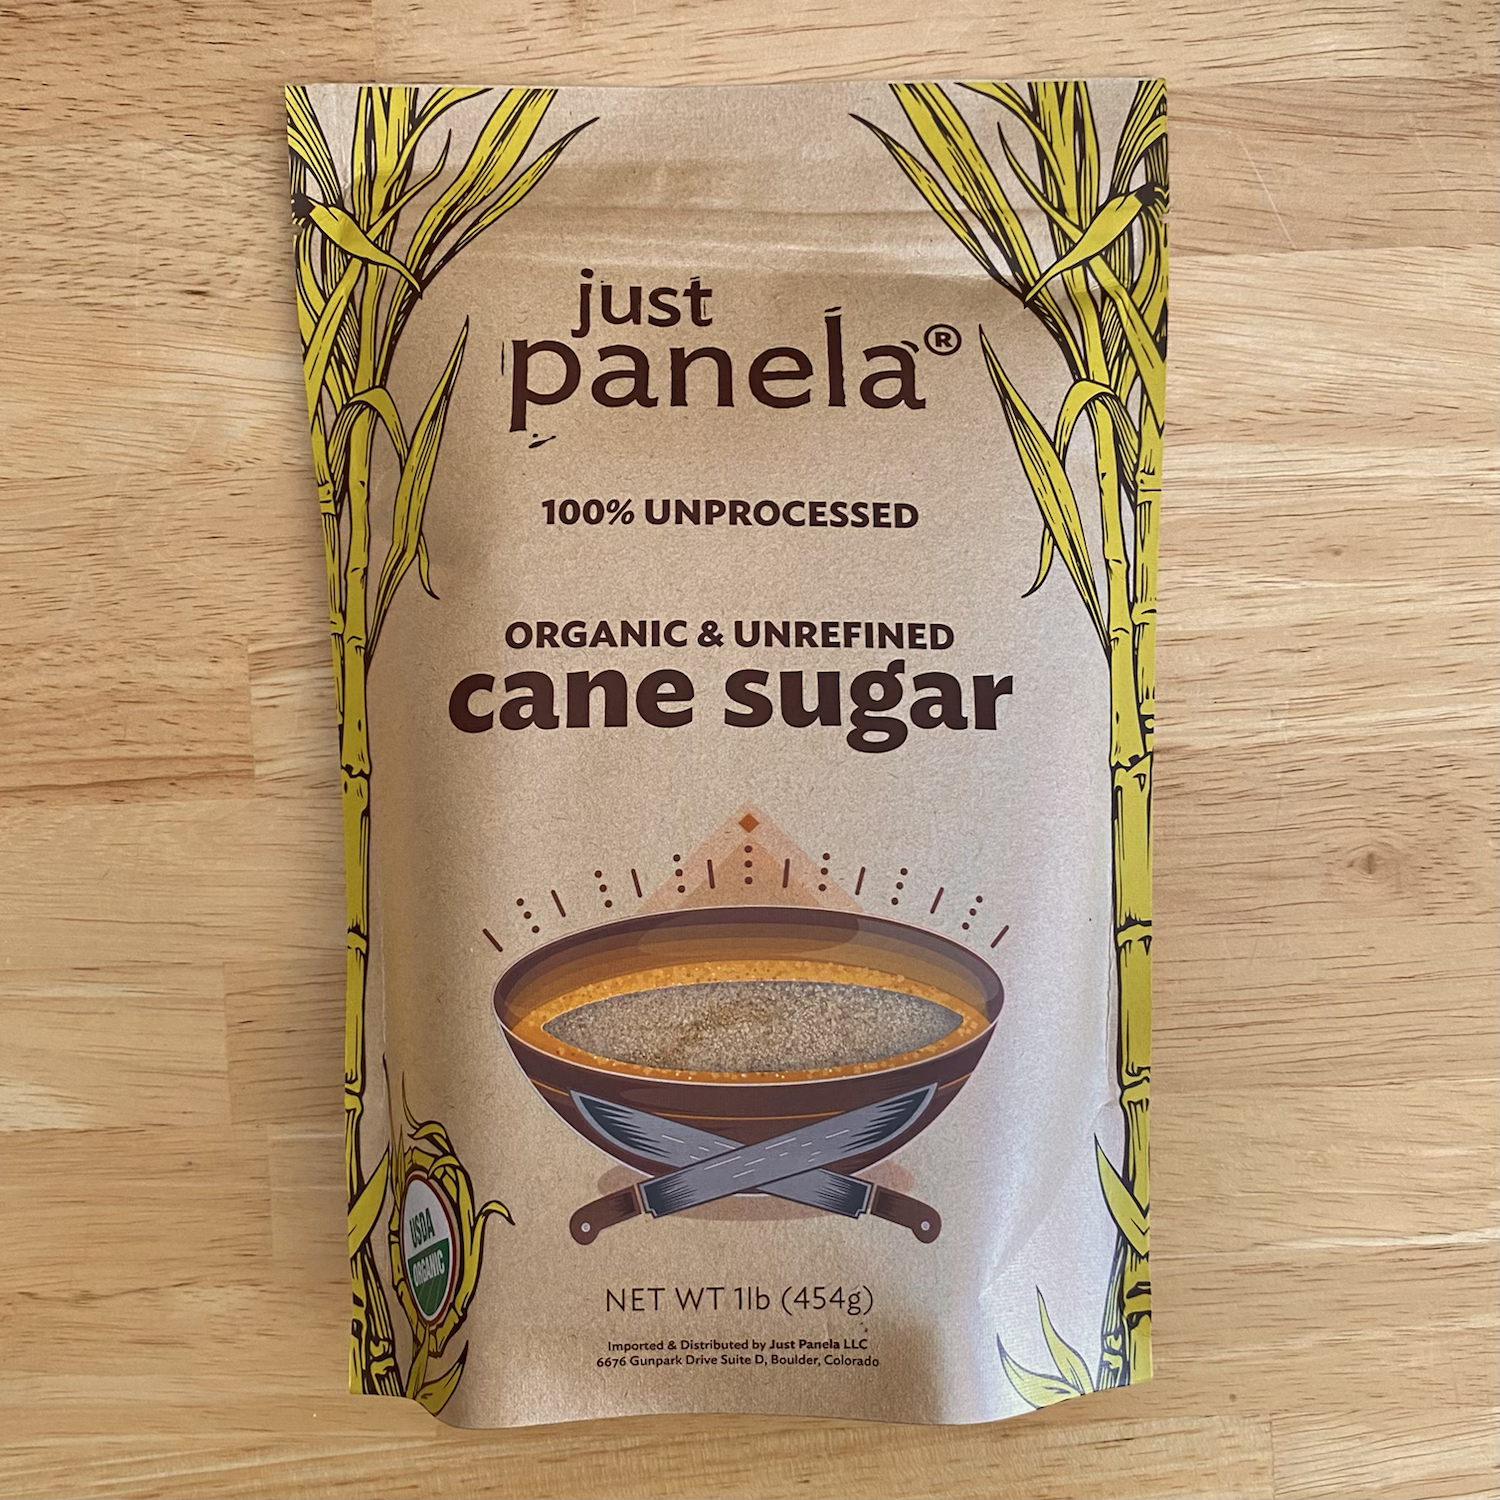 just
panela®
100% UNPROCESSED
ORGANIC & UNREFINED
cane sugar
USDA
ORGANIC
NET WT 1lb (454g)
Imported & Distributed by Just Panela LLC
6676 Gunpark Drive Suite D, Boulder, Colorado